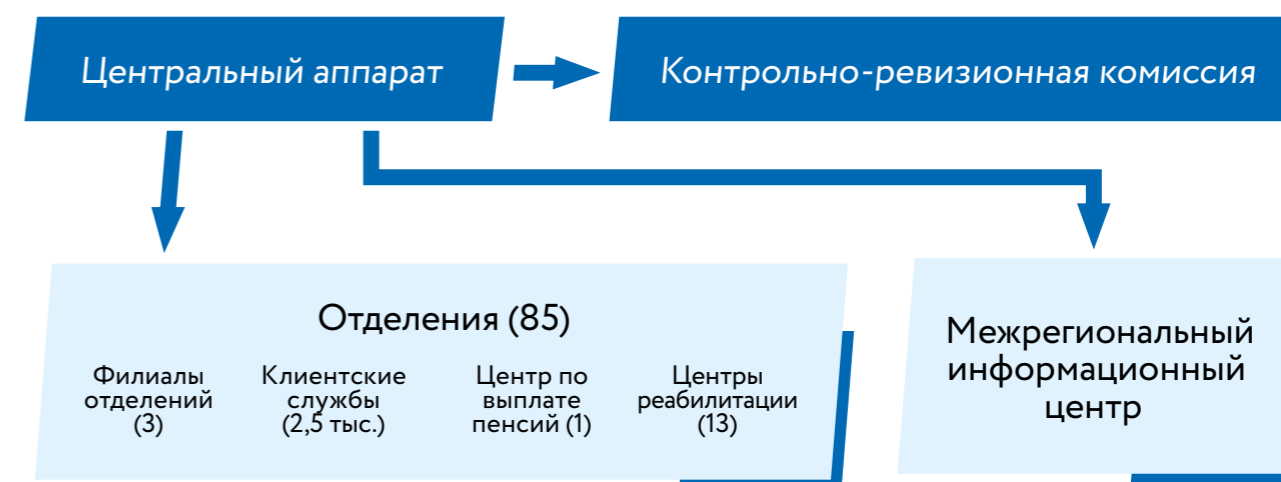 Центральный аппарат
Контрольно-ревизионная комиссия
Отделения (85)
Филиалы
отделений
(3)
Клиентские
службы
(2,5 тыс.)
Центр по
выплате
пенсий (1)
Центры
реабилитации
(13)
Межрегиональный
информационный
центр